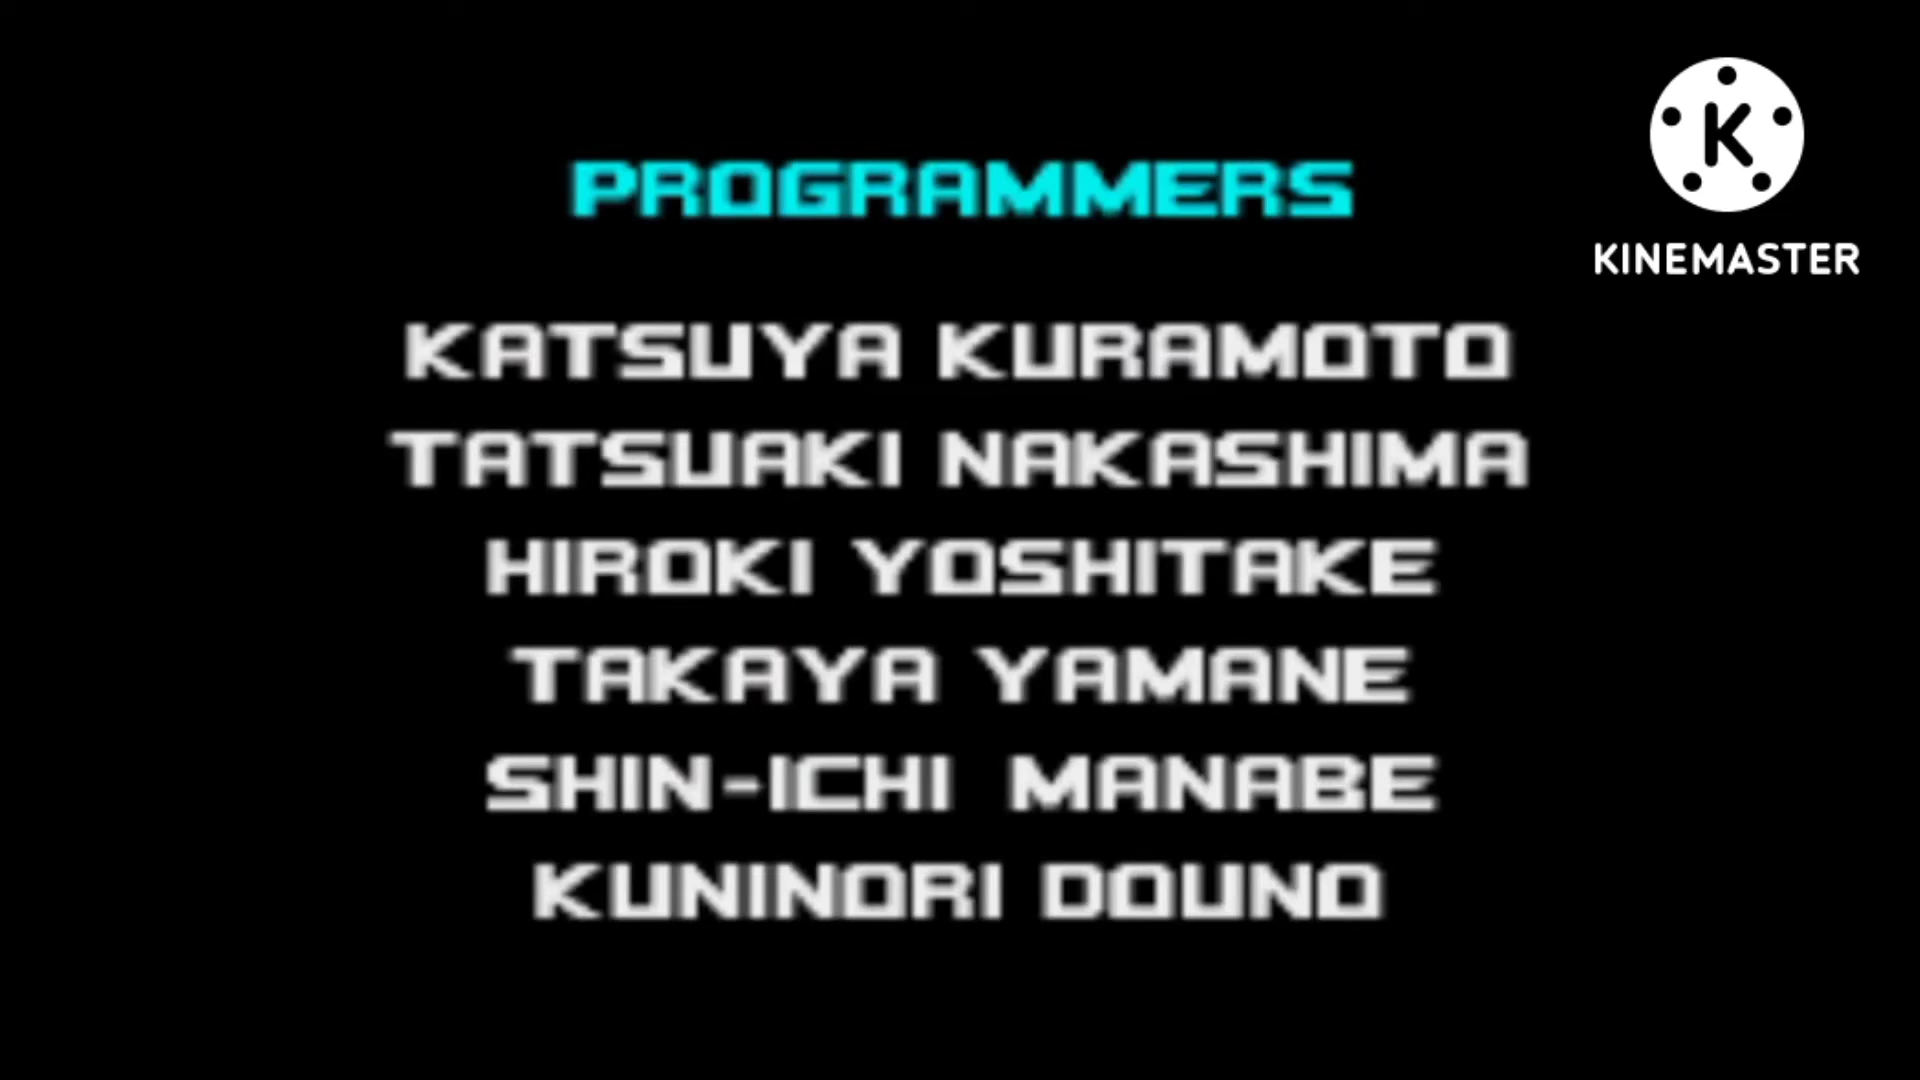 PROGRAMMERS
K
KINEMASTER
KATSUYA KURAMOTO
TATSUAKI NAKASHIMA
HIROKI YOSHITAKE
TAKAYA YAMANE
SHIN-ICHI MANABE
KUNINORI DOUNO